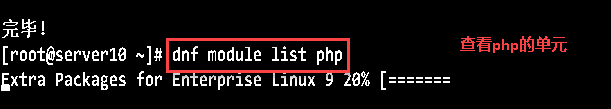 完毕!
[root@server10 ~]# dnf module list php
查看php的单元
Extra Packages for Enterprise Linux 9 20% [=======